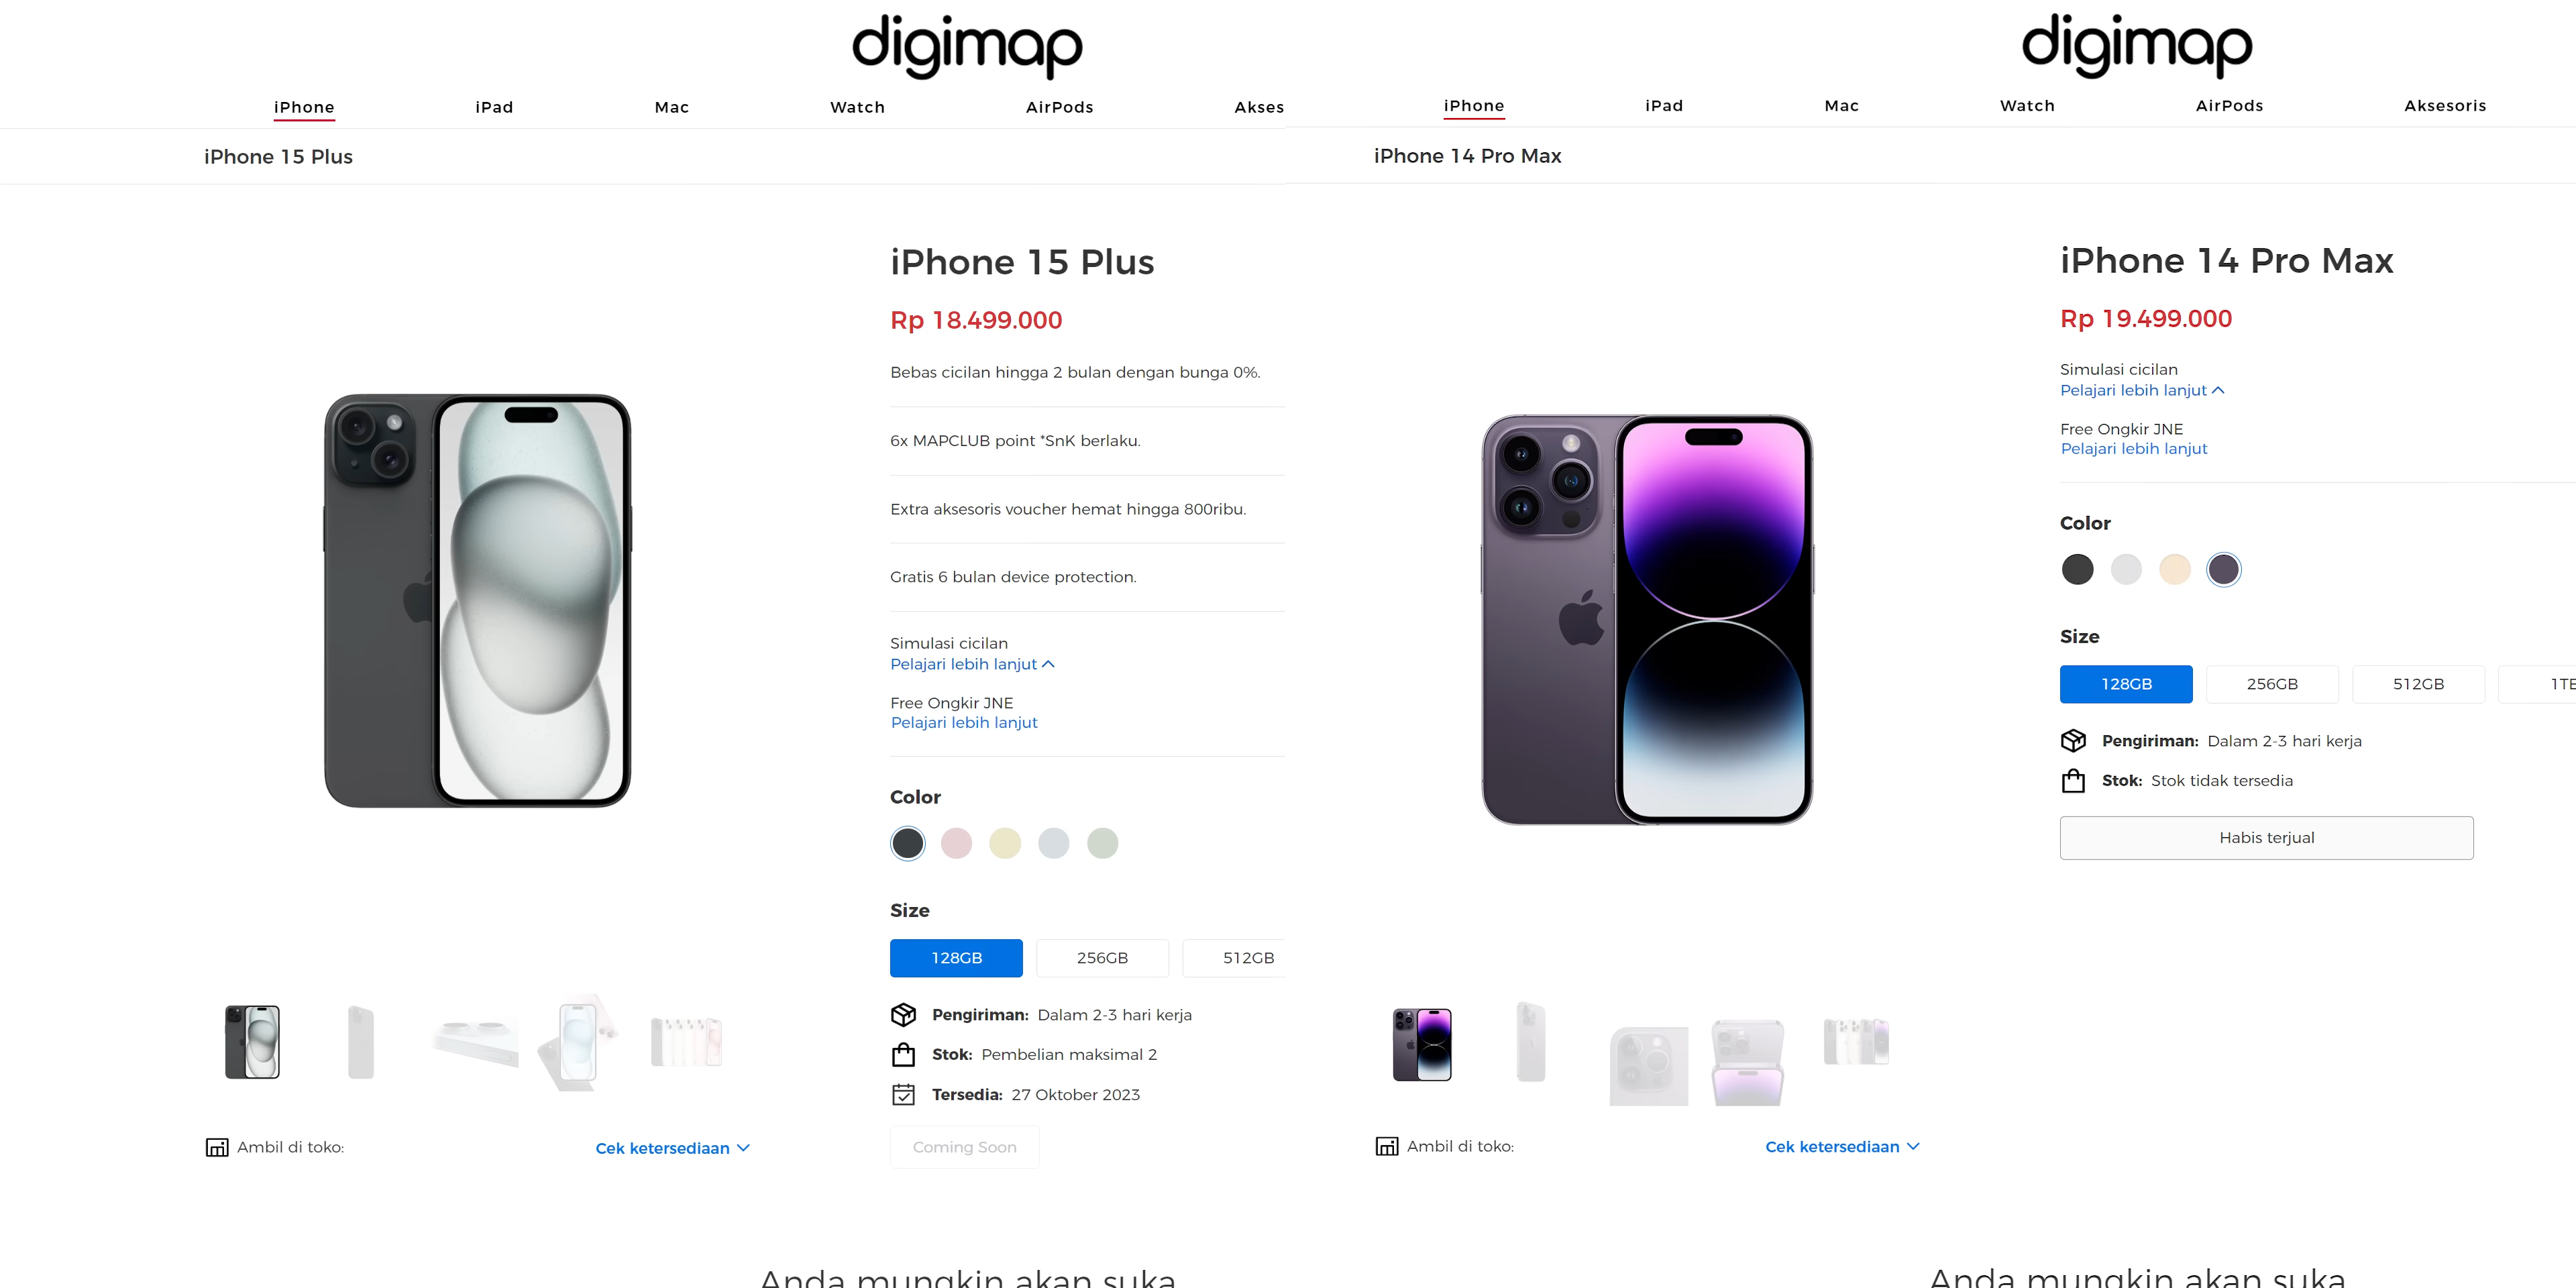 digimap
iPhone iPad Mac Watch AirPods Akses
iPhone 15 Plus
iPhone 15 Plus
Rp 18.499.000
Bebas cicilan hingga 2 bulan dengan bunga 0%.
6x MAPCLUB point *SnK berlaku.
Extra aksesoris voucher hemat hingga 800ribu.
Gratis 6 bulan device protection.
Simulasi cicilan
Pelajari lebih lanjut
Free Ongkir JNE
Pelajari lebih lanjut
Color
Size
128GB 256GB 512GB
Pengiriman: Dalam 2-3 hari kerja
Stok: Pembelian maksimal 2
Tersedia: 27 Oktober 2023
Ambil di toko: Cek ketersediaan
Coming Soon
Anda mungkin akan suka
digimap
iPhone iPad Mac Watch AirPods Aksesoris
iPhone 14 Pro Max
iPhone 14 Pro Max
Rp 19.499.000
Simulasi cicilan
Pelajari lebih lanjut
Free Ongkir JNE
Pelajari lebih lanjut
Color
Size
128GB 256GB 512GB 1TB
Pengiriman: Dalam 2-3 hari kerja
Stok: Stok tidak tersedia
Habis terjual
Ambil di toko: Cek ketersediaan
Anda mungkin akan suka